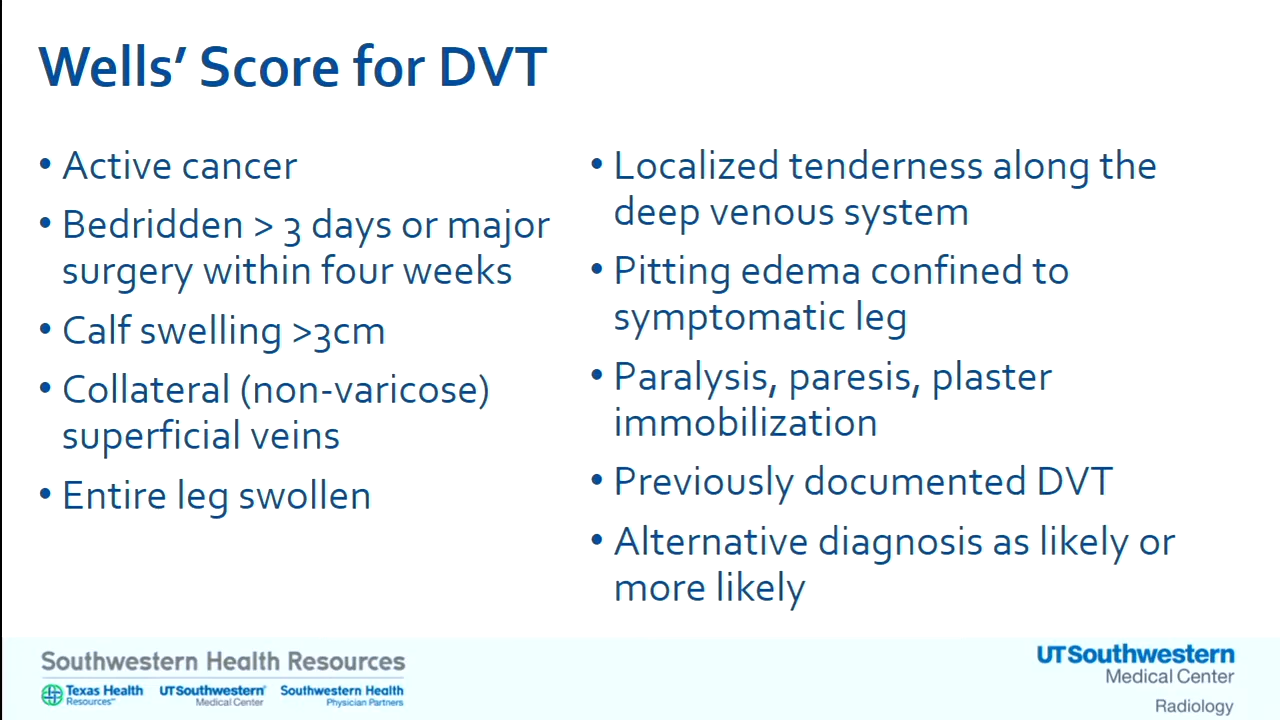 Wells’ Score for DVT
• Active cancer
• Bedridden > 3 days or major
surgery within four weeks
• Calf swelling >3cm
• Collateral (non-varicose)
superficial veins
• Entire leg swollen
• Localized tenderness along the
deep venous system
• Pitting edema confined to
symptomatic leg
• Paralysis, paresis, plaster
immobilization
• Previously documented DVT
• Alternative diagnosis as likely or
more likely
Southwestern Health Resources
Texas Health
Resources
UTSouthwestern
Medical Center
Southwestern Health
Physician Partners
UTSouthwestern
Medical Center
Radiology